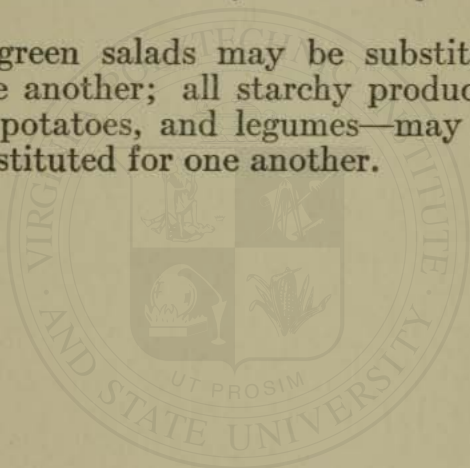 green salads may be substit
e another; all starchy produc
potatoes, and legumes—may
stituted for one another.
VIRGINIA POLYTECHNIC INSTITUTE
AND STATE UNIVERSITY
UT PROSIM